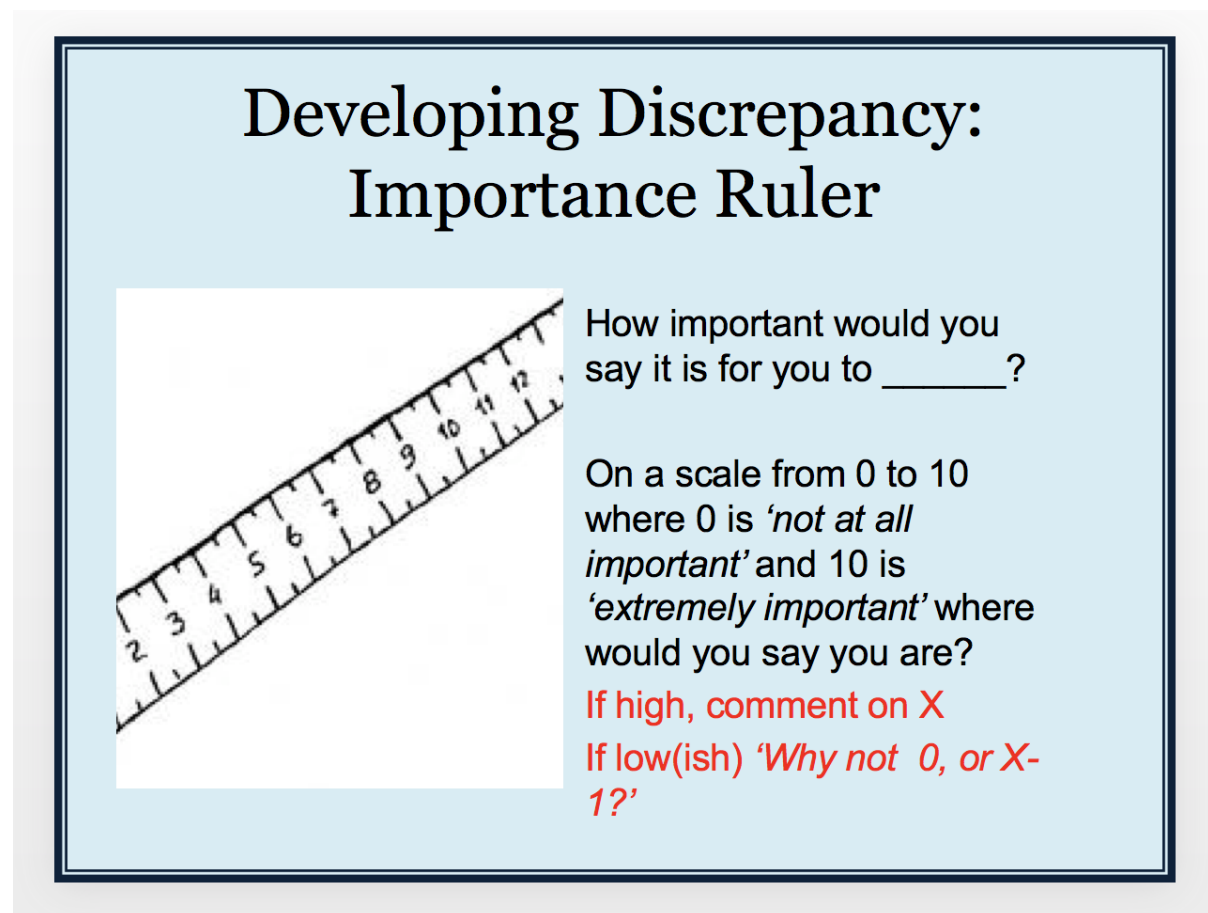 Developing Discrepancy:
Importance Ruler
2 3 4 5 6 7 8 9 10 11 12
How important would you
say it is for you to ______?
On a scale from 0 to 10
where 0 is ‘not at all
important’ and 10 is
‘extremely important’ where
would you say you are?
If high, comment on X
If low(ish) ‘Why not  0, or X-
1?’